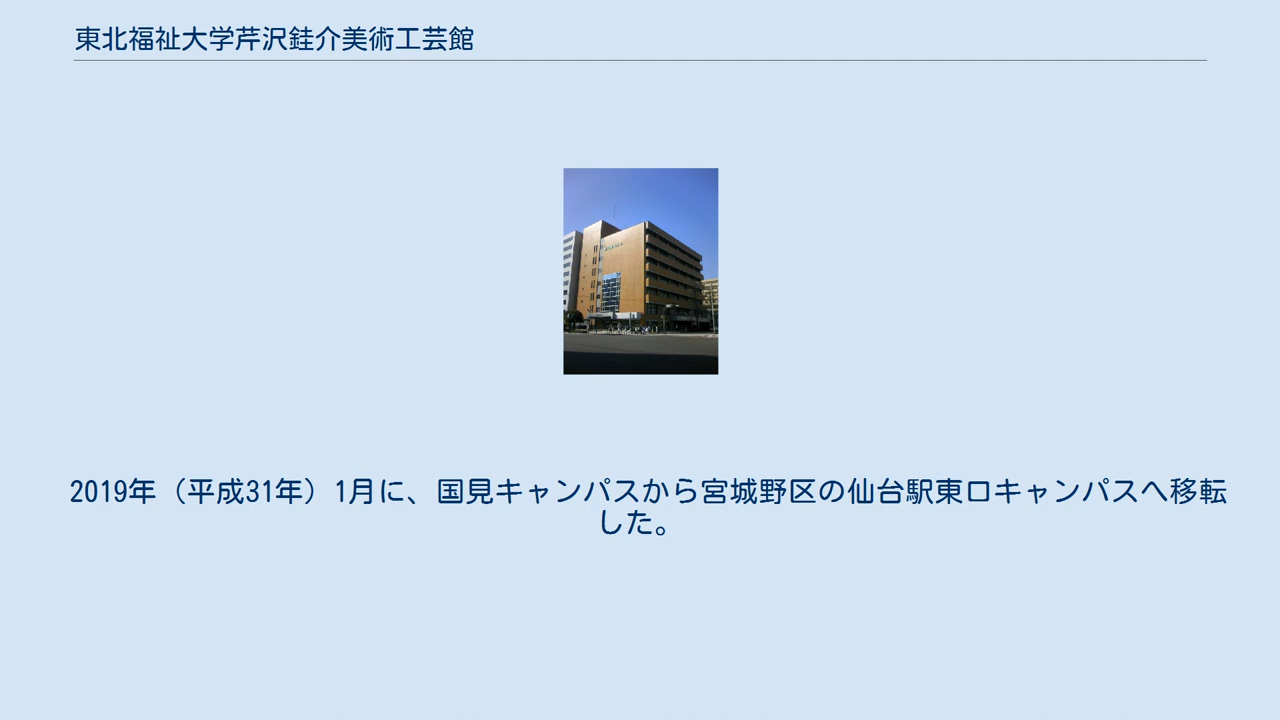 東北福祉大学芹沢銈介美術工芸館
2019年（平成31年）1月に、国見キャンパスから宮城野区の仙台駅東口キャンパスへ移転
した。